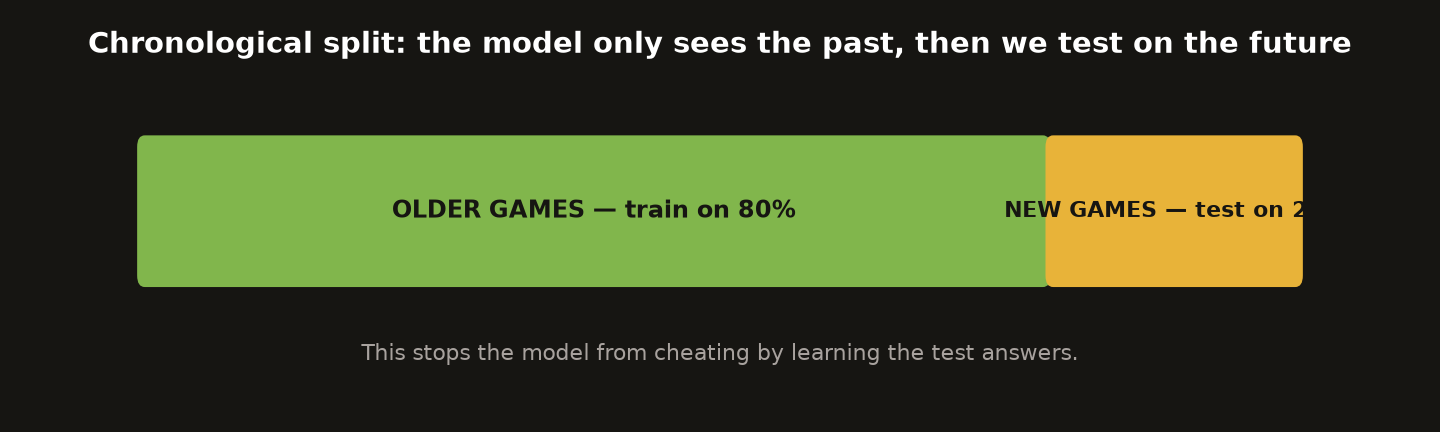 Chronological split: the model only sees the past, then we test on the future
OLDER GAMES — train on 80%
NEW GAMES — test on 2
This stops the model from cheating by learning the test answers.